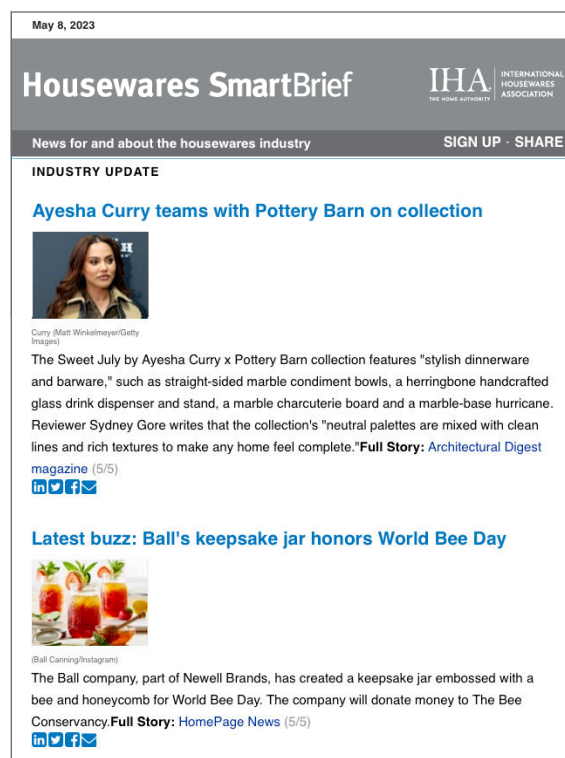 May 8, 2023
Housewares SmartBrief
IHA
THE HOME AUTHORITY
INTERNATIONAL
HOUSEWARES
ASSOCIATION
News for and about the housewares industry
SIGN UP · SHARE
INDUSTRY UPDATE
Ayesha Curry teams with Pottery Barn on collection
Curry (Matt Winkelmeyer/Getty
Images)
The Sweet July by Ayesha Curry x Pottery Barn collection features "stylish dinnerware
and barware," such as straight-sided marble condiment bowls, a herringbone handcrafted
glass drink dispenser and stand, a marble charcuterie board and a marble-base hurricane.
Reviewer Sydney Gore writes that the collection's "neutral palettes are mixed with clean
lines and rich textures to make any home feel complete."Full Story: Architectural Digest
magazine (5/5)
Latest buzz: Ball's keepsake jar honors World Bee Day
(Ball Canning/Instagram)
The Ball company, part of Newell Brands, has created a keepsake jar embossed with a
bee and honeycomb for World Bee Day. The company will donate money to The Bee
Conservancy.Full Story: HomePage News (5/5)